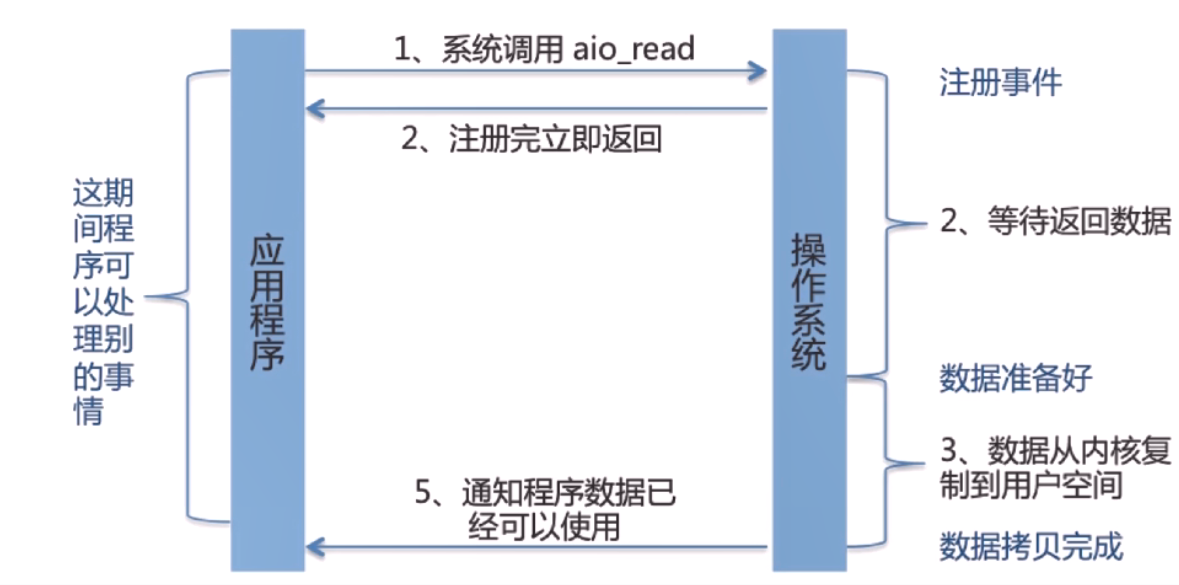 1、系统调用 aio_read
注册事件
2、注册完立即返回
这期
间程
序可
以处
理别
的事
情
应用程序
操作系统
2、等待返回数据
数据准备好
3、数据从内核复
制到用户空间
5、通知程序数据已
经可以使用
数据拷贝完成